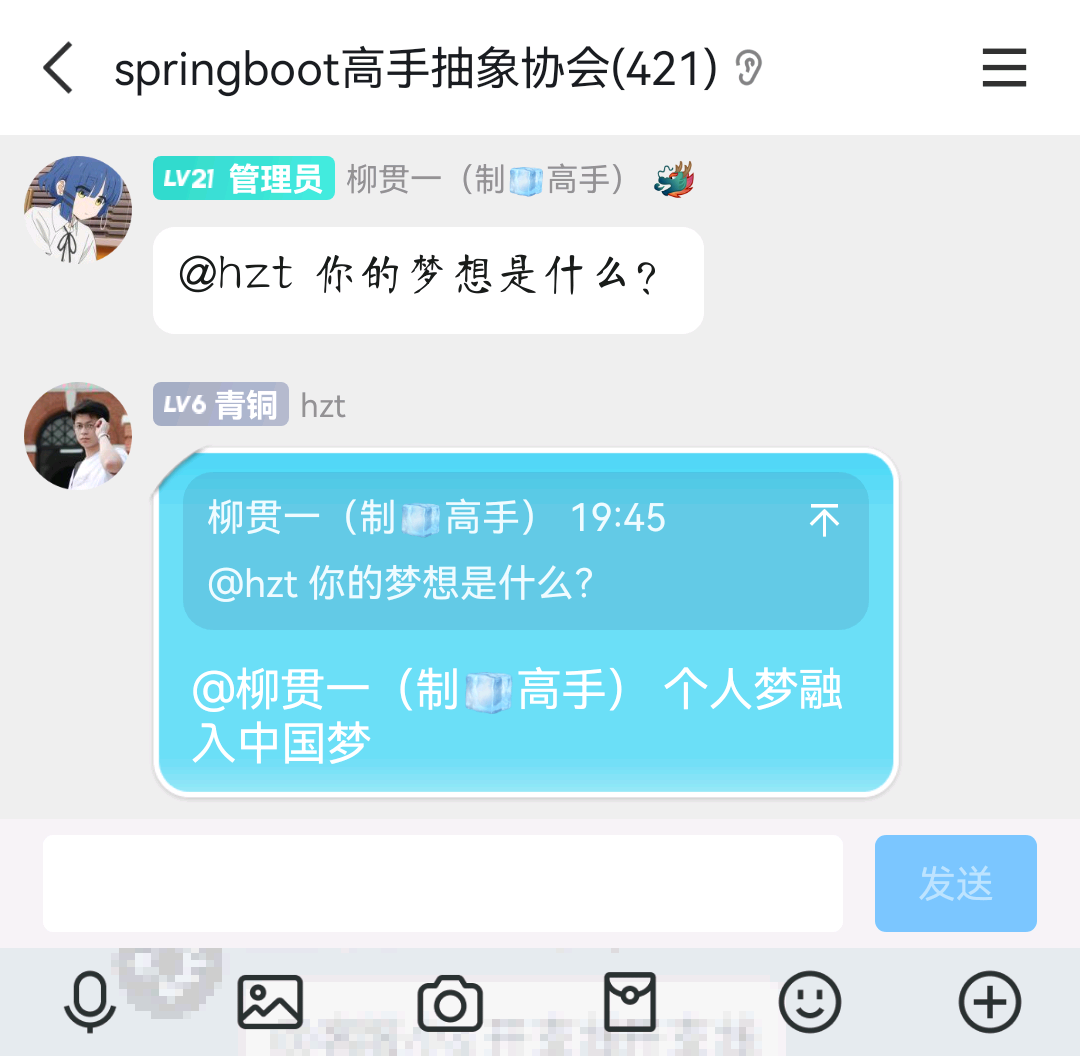 springboot高手抽象协会(421)
LV21 管理员 柳贯一（制🧊高手）
@hzt 你的梦想是什么？
LV6 青铜 hzt
柳贯一（制🧊高手） 19:45
@hzt 你的梦想是什么？
@柳贯一（制🧊高手） 个人梦融
入中国梦
发送